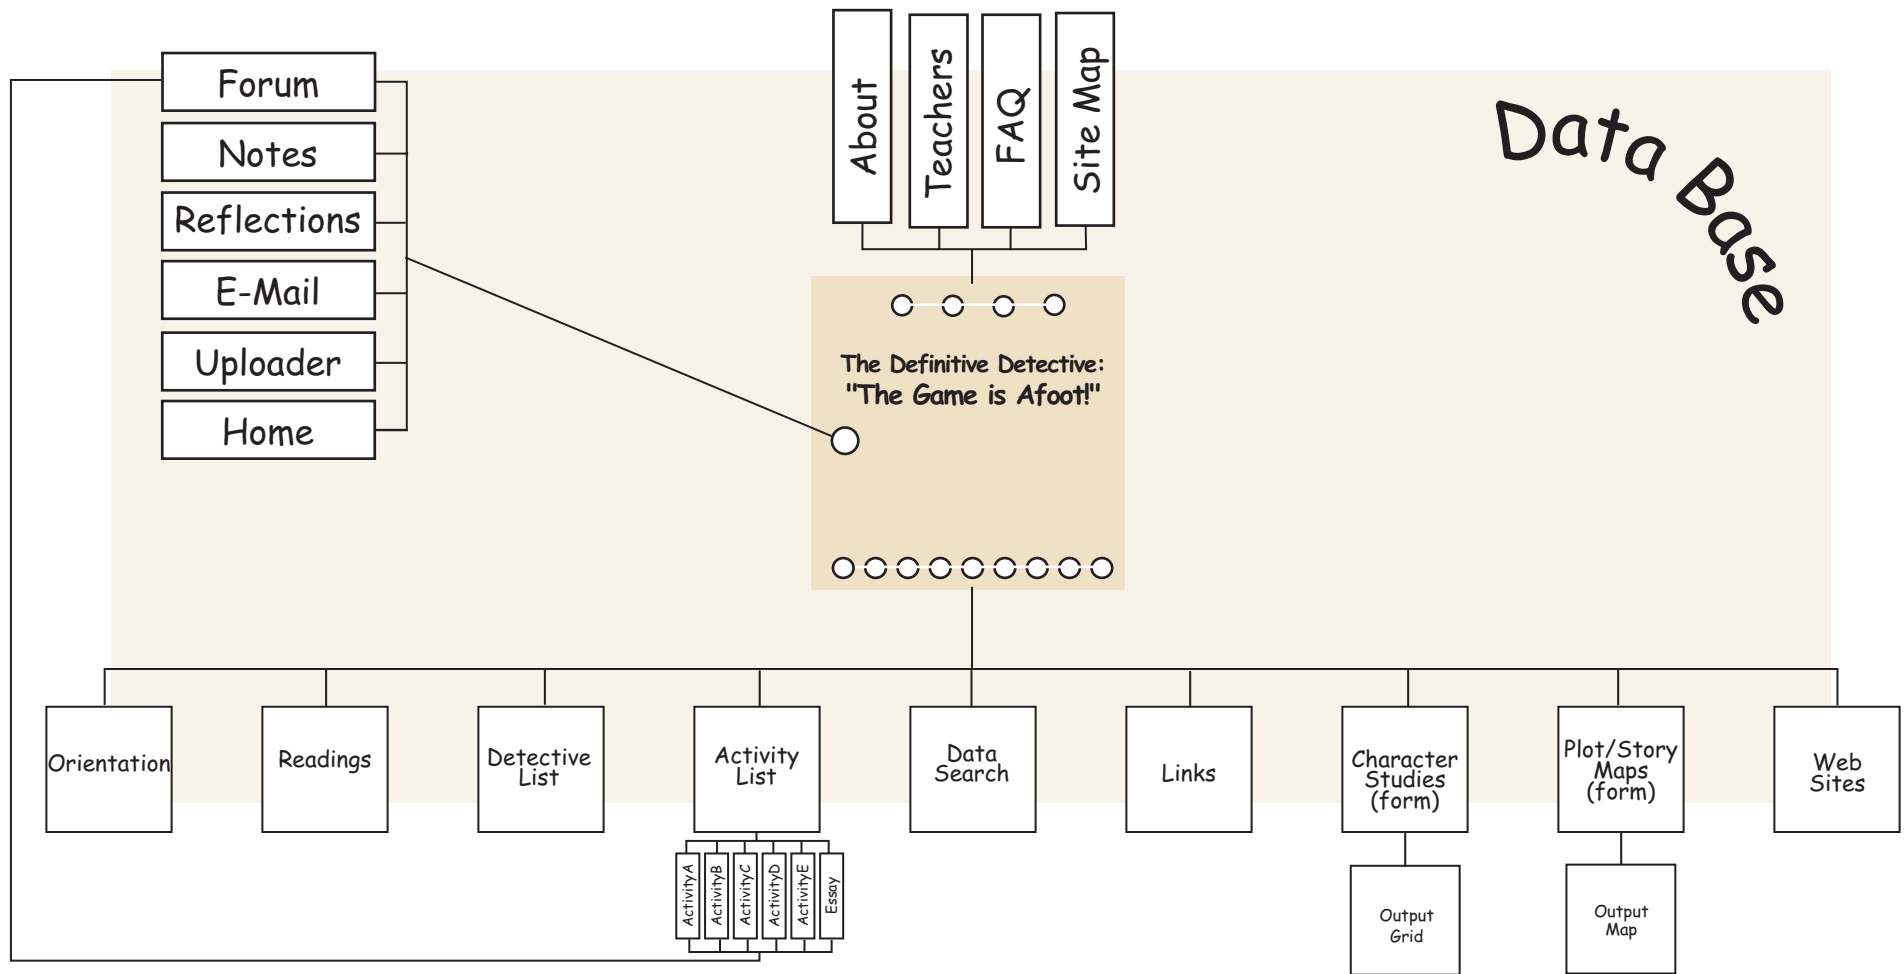 Forum
Notes
Reflections
E-Mail
Uploader
Home
About
Teachers
FAQ
Site Map
Data Base
The Definitive Detective:
"The Game is Afoot!"
Orientation
Readings
Detective
List
Activity
List
Data
Search
Links
Character
Studies
(form)
Plot/Story
Maps
(form)
Web
Sites
ActivityA
ActivityB
ActivityC
ActivityD
ActivityE
Essay
Output
Grid
Output
Map